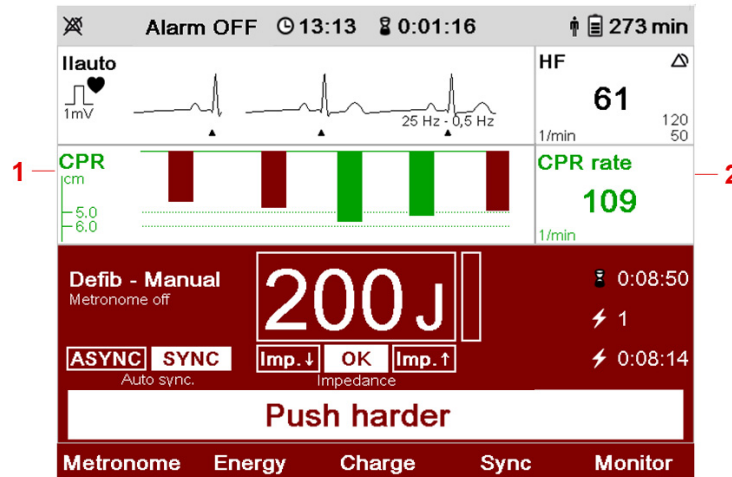 Alarm OFF 13:13 0:01:16 273 min
IIauto
1mV
25 Hz - 0,5 Hz
HF
61
120
1/min 50
1
CPR
cm
5.0
6.0
CPR rate
109
1/min
2
Defib - Manual
Metronome off
200 J
0:08:50
1
0:08:14
ASYNC SYNC
Auto sync.
Imp.↓ OK Imp.↑
Impedance
Push harder
Metronome Energy Charge Sync Monitor